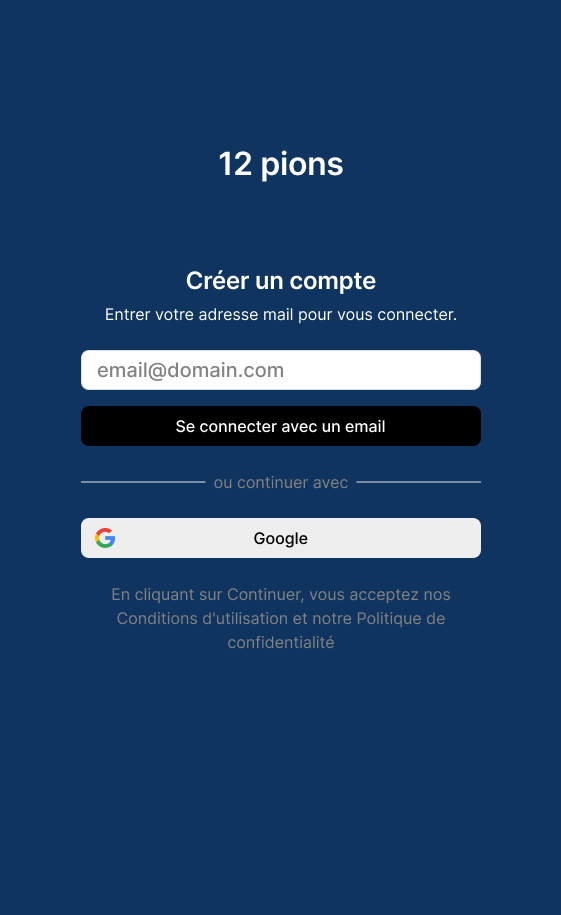 12 pions
Créer un compte
Entrer votre adresse mail pour vous connecter.
email@domain.com
Se connecter avec un email
ou continuer avec
Google
En cliquant sur Continuer, vous acceptez nos
Conditions d'utilisation et notre Politique de
confidentialité